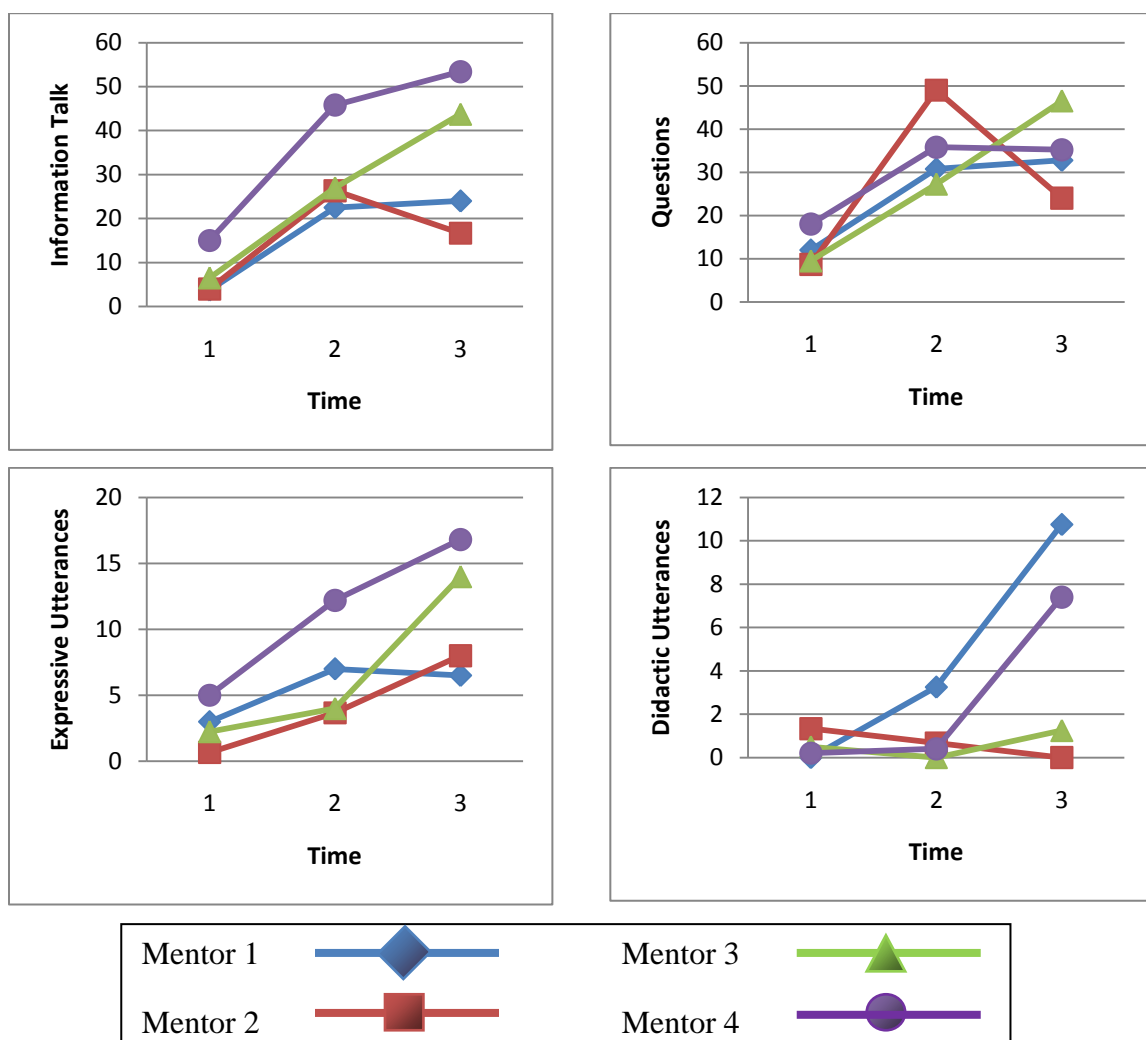 60
50
40
30
20
10
0
Information Talk
1 2 3
Time
60
50
40
30
20
10
0
Questions
1 2 3
Time
20
15
10
5
0
Expressive Utterances
1 2 3
Time
12
10
8
6
4
2
0
Didactic Utterances
1 2 3
Time
Mentor 1 Mentor 3
Mentor 2 Mentor 4